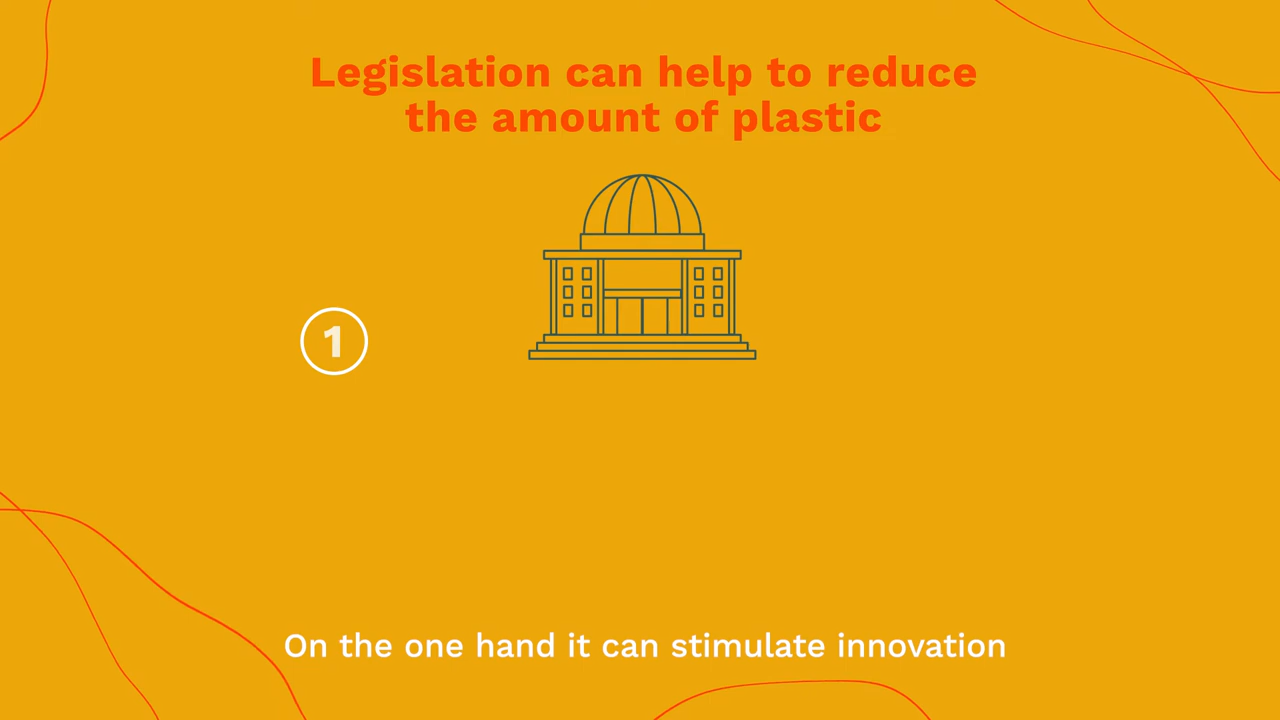 Legislation can help to reduce
the amount of plastic
1
On the one hand it can stimulate innovation